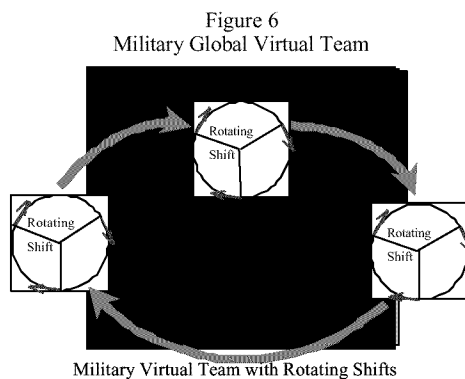 Figure 6
Military Global Virtual Team
Rotating
Shift
Rotating
Shift
Rotating
Shift
Military Virtual Team with Rotating Shifts